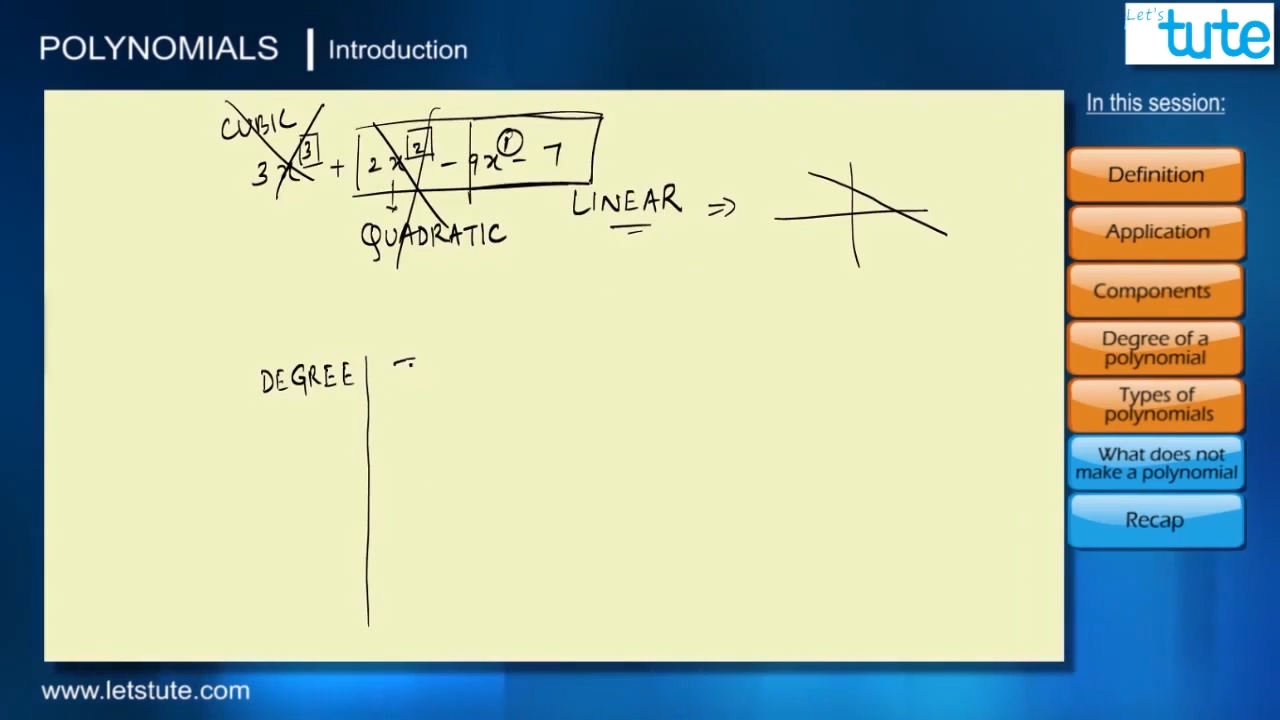 POLYNOMIALS | Introduction
Let's
tute
In this session:
CUBIC
3x³ + 2x² - 9x¹ - 7
QUADRATIC
LINEAR ⇒
DEGREE
Definition
Application
Components
Degree of a
polynomial
Types of
polynomials
What does not
make a polynomial
Recap
www.letstute.com